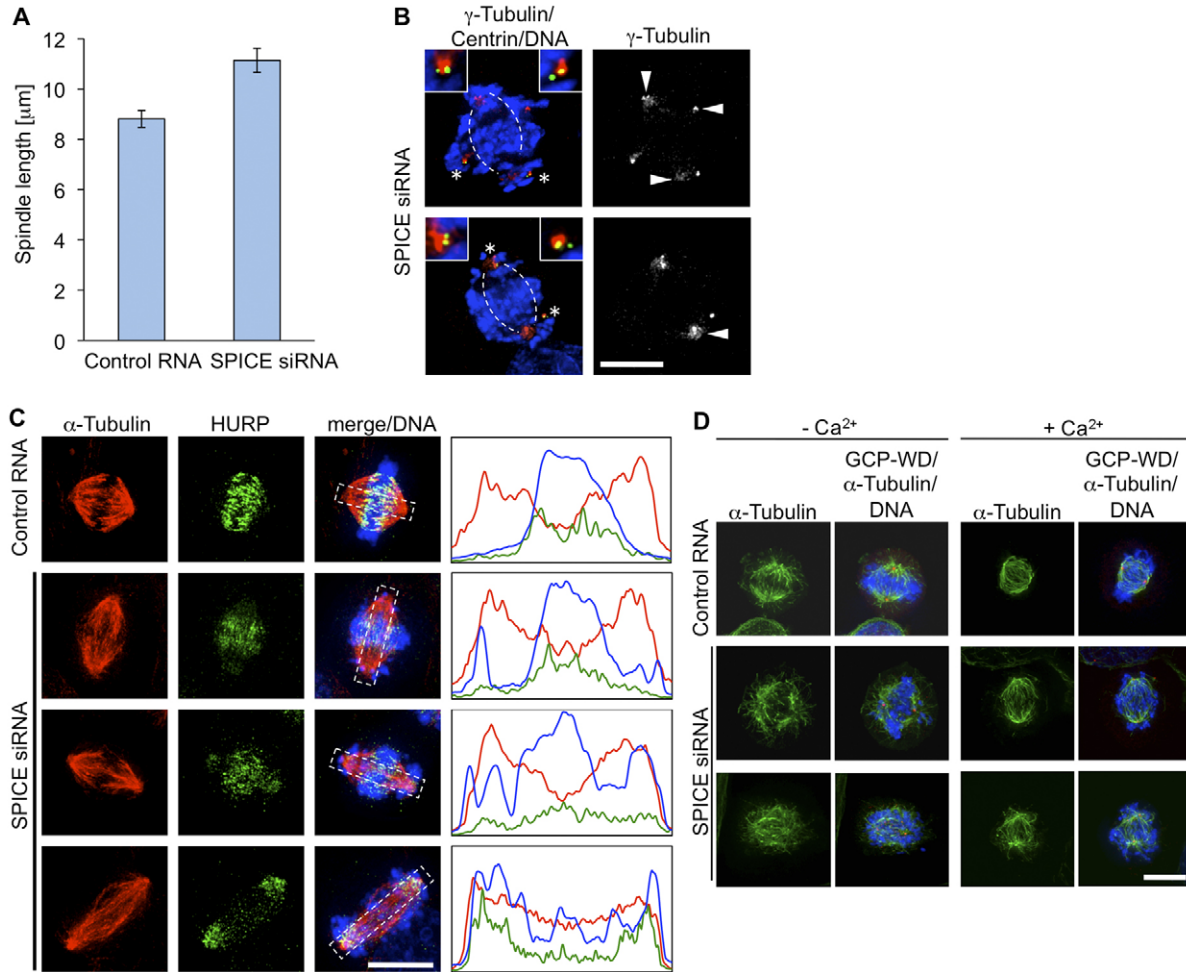 A
Spindle length [μm]
12
10
8
6
4
2
0
Control RNA
SPICE siRNA
B
γ-Tubulin/
Centrin/DNA
γ-Tubulin
SPICE siRNA
*
*
*
*
C
α-Tubulin
HURP
merge/DNA
Control RNA
SPICE siRNA
D
- Ca²⁺
+ Ca²⁺
α-Tubulin
GCP-WD/
α-Tubulin/
DNA
α-Tubulin
GCP-WD/
α-Tubulin/
DNA
Control RNA
SPICE siRNA